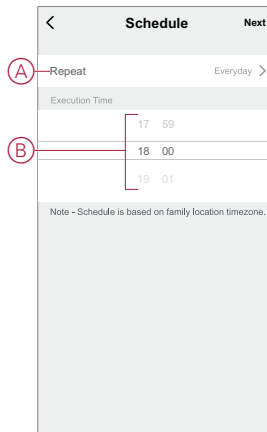 Schedule Next
A Repeat Everyday
Execution Time
17 59
B 18 00
19 01
Note - Schedule is based on family location timezone.